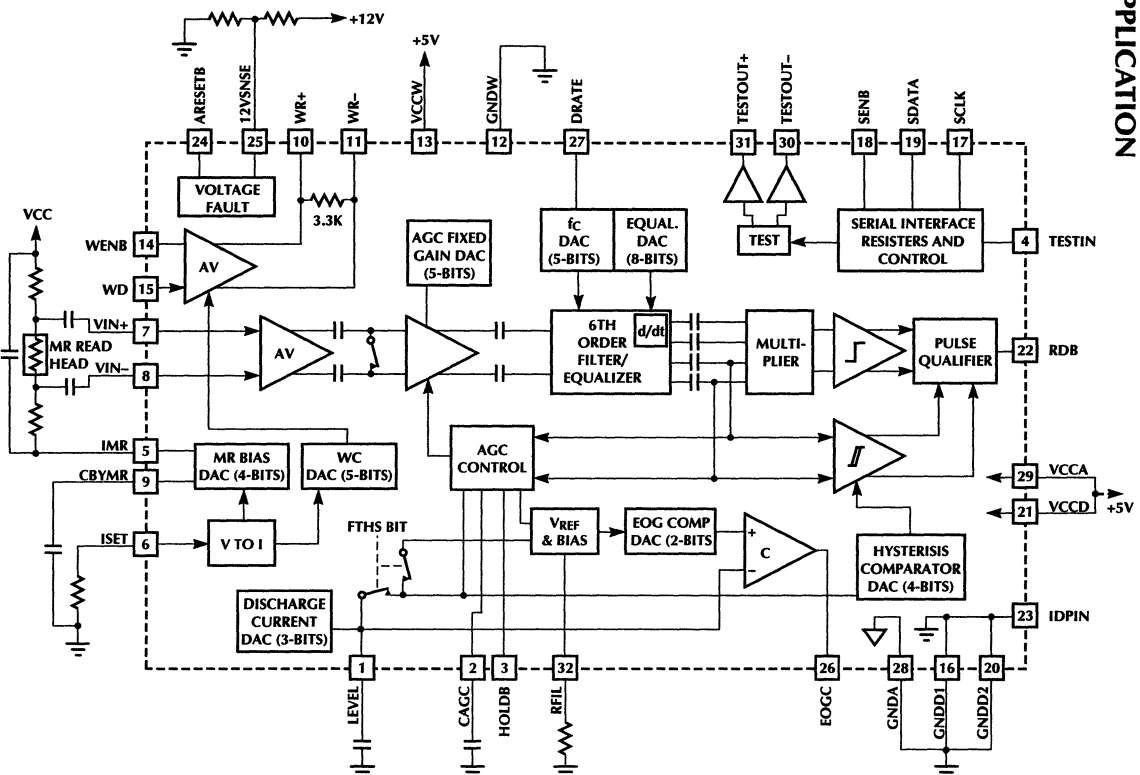 PPLICATION
+12V
+5V
ARESETB
12VSNSE
WR+
WR–
VCCW
GNDW
DRATE
TESTOUT+
TESTOUT–
SENB
SDATA
SCLK
24
25
10
11
13
12
27
31
30
18
19
17
VOLTAGE
FAULT
3.3K
VCC
WENB
14
WD
15
AV
AGC FIXED
GAIN DAC
(5-BITS)
fC
DAC
(5-BITS)
EQUAL.
DAC
(8-BITS)
TEST
SERIAL INTERFACE
RESISTERS AND
CONTROL
4
TESTIN
VIN+
7
MR READ
HEAD
VIN–
8
AV
6TH
ORDER
FILTER/
EQUALIZER
d/dt
MULTI-
PLIER
PULSE
QUALIFIER
22
RDB
IMR
5
CBYMR
9
MR BIAS
DAC (4-BITS)
WC
DAC (5-BITS)
AGC
CONTROL
29
VCCA
21
VCCD
+5V
ISET
6
V TO I
FTHS BIT
VREF
& BIAS
EOG COMP
DAC (2-BITS
+
–
C
HYSTERISIS
COMPARATOR
DAC (4-BITS)
DISCHARGE
CURRENT
DAC (3-BITS)
23
IDPIN
1
2
3
32
26
28
16
20
LEVEL
CAGC
HOLDB
RFIL
EOGC
GNDA
GNDD1
GNDD2